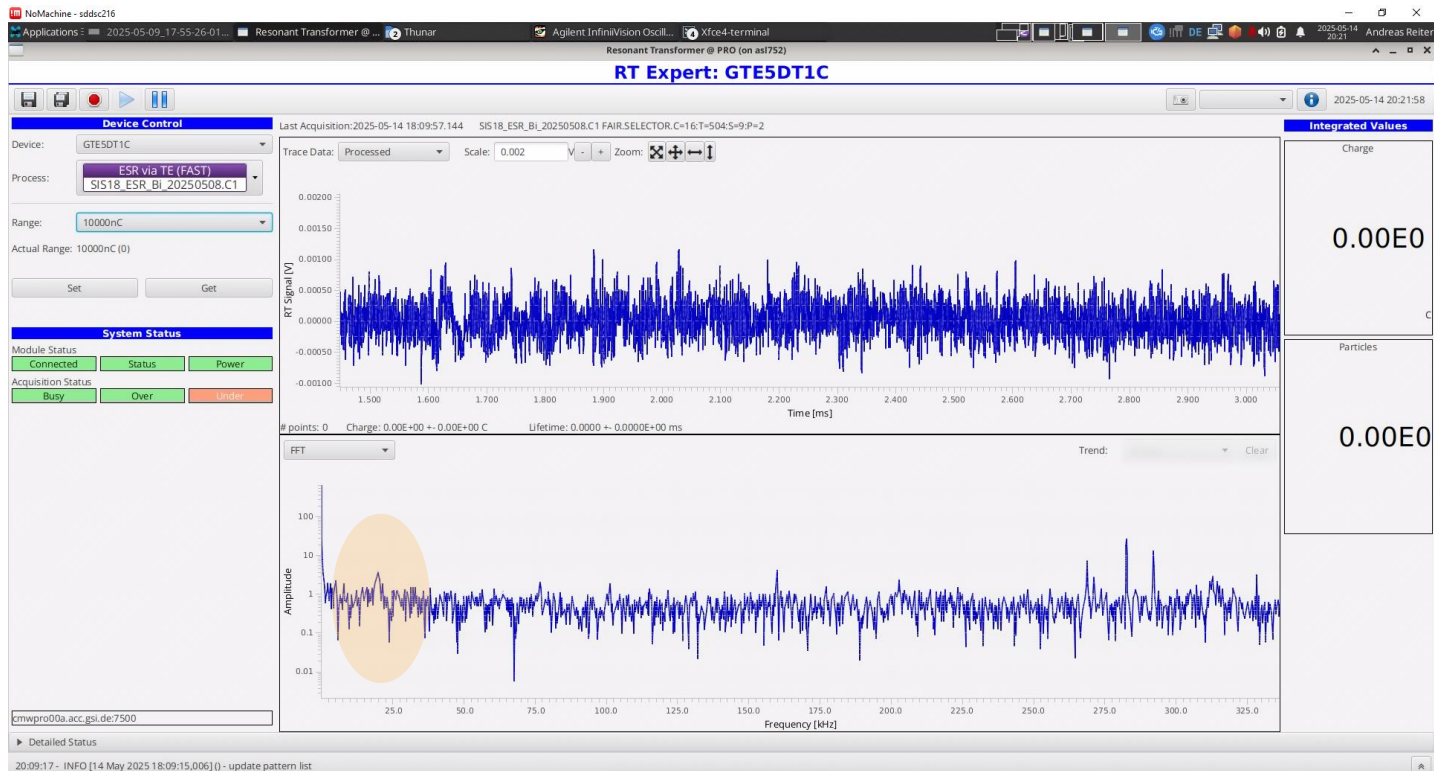 NoMachine - sddsc216
Applications 2025-05-09_17-55-26-01... Resonant Transformer @ ... 2 Thunar Agilent InfiniiVision Oscill... 4 Xfce4-terminal DE 2025-05-14 20:21 Andreas Reiter
Resonant Transformer @ PRO (on asl752)
RT Expert: GTE5DT1C
2025-05-14 20:21:58
Device Control
Device: GTE5DT1C
Process: ESR via TE (FAST)
SIS18_ESR_Bi_20250508.C1
Range: 10000nC
Actual Range: 10000nC (0)
Set Get
System Status
Module Status
Connected Status Power
Acquisition Status
Busy Over Under
cmwpro00a.acc.gsi.de:7500
Last Acquisition:2025-05-14 18:09:57.144 SIS18_ESR_Bi_20250508.C1 FAIR.SELECTOR.C=16:T=504:S=9:P=2
Trace Data: Processed Scale: 0.002 V - + Zoom:
0.00200
0.00150
0.00100
0.00050
0.00000
-0.00050
-0.00100
RT Signal [V]
1.500 1.600 1.700 1.800 1.900 2.000 2.100 2.200 2.300 2.400 2.500 2.600 2.700 2.800 2.900 3.000
Time [ms]
# points: 0 Charge: 0.00E+00 +- 0.00E+00 C Lifetime: 0.0000 +- 0.0000E+00 ms
FFT Trend: Clear
100
10
1
0.1
0.01
Amplitude
25.0 50.0 75.0 100.0 125.0 150.0 175.0 200.0 225.0 250.0 275.0 300.0 325.0
Frequency [kHz]
Integrated Values
Charge
0.00E0
C
Particles
0.00E0
Detailed Status
20:09:17 - INFO [14 May 2025 18:09:15,006] () - update pattern list